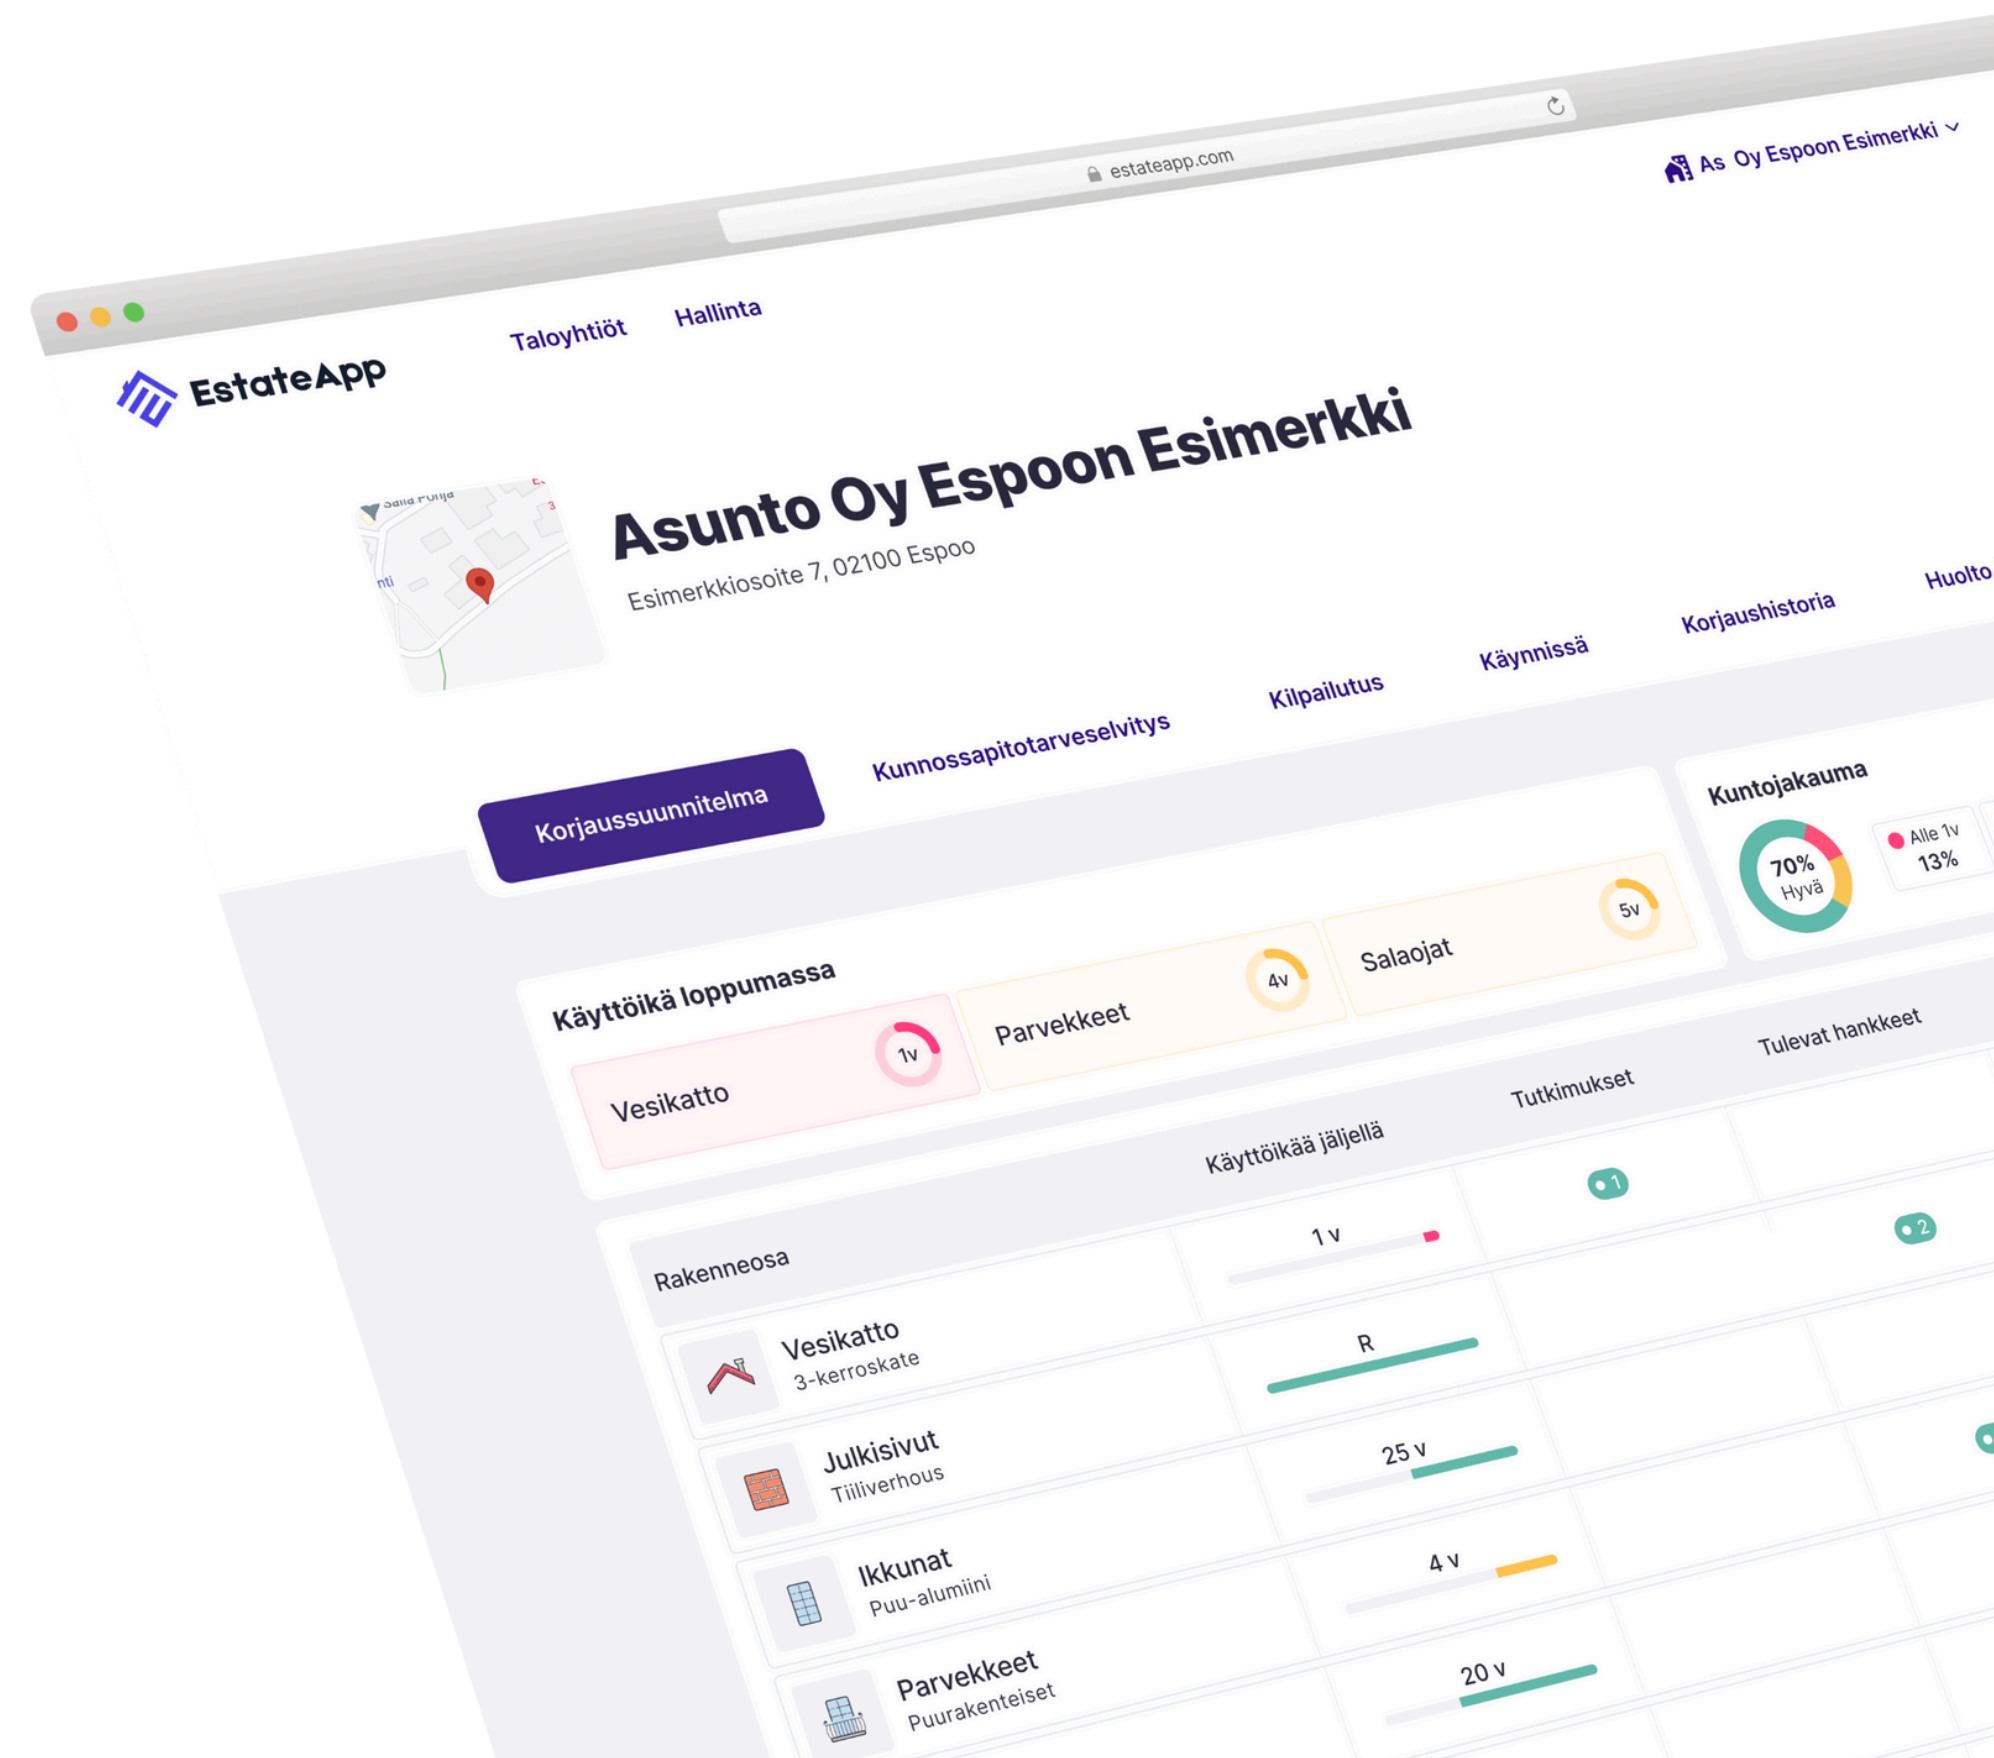 estateapp.com
As Oy Espoon Esimerkki
EstateApp
Taloyhtiöt
Hallinta
Asunto Oy Espoon Esimerkki
Esimerkkiosoite 7, 02100 Espoo
nti
3
Korjaussuunnitelma
Kunnossapitotarveselvitys
Kilpailutus
Käynnissä
Korjaushistoria
Huolto
Käyttöikä loppumassa
Vesikatto
1v
Parvekkeet
4v
Salaojat
5v
Kuntojakauma
70%
Hyvä
Alle 1v
13%
Rakenneosa
Käyttöikää jäljellä
Tutkimukset
Tulevat hankkeet
Vesikatto
3-kerroskate
1 v
1
Julkisivut
Tiiliverhous
R
2
Ikkunat
Puu-alumiini
25 v
Parvekkeet
Puurakenteiset
4 v
20 v